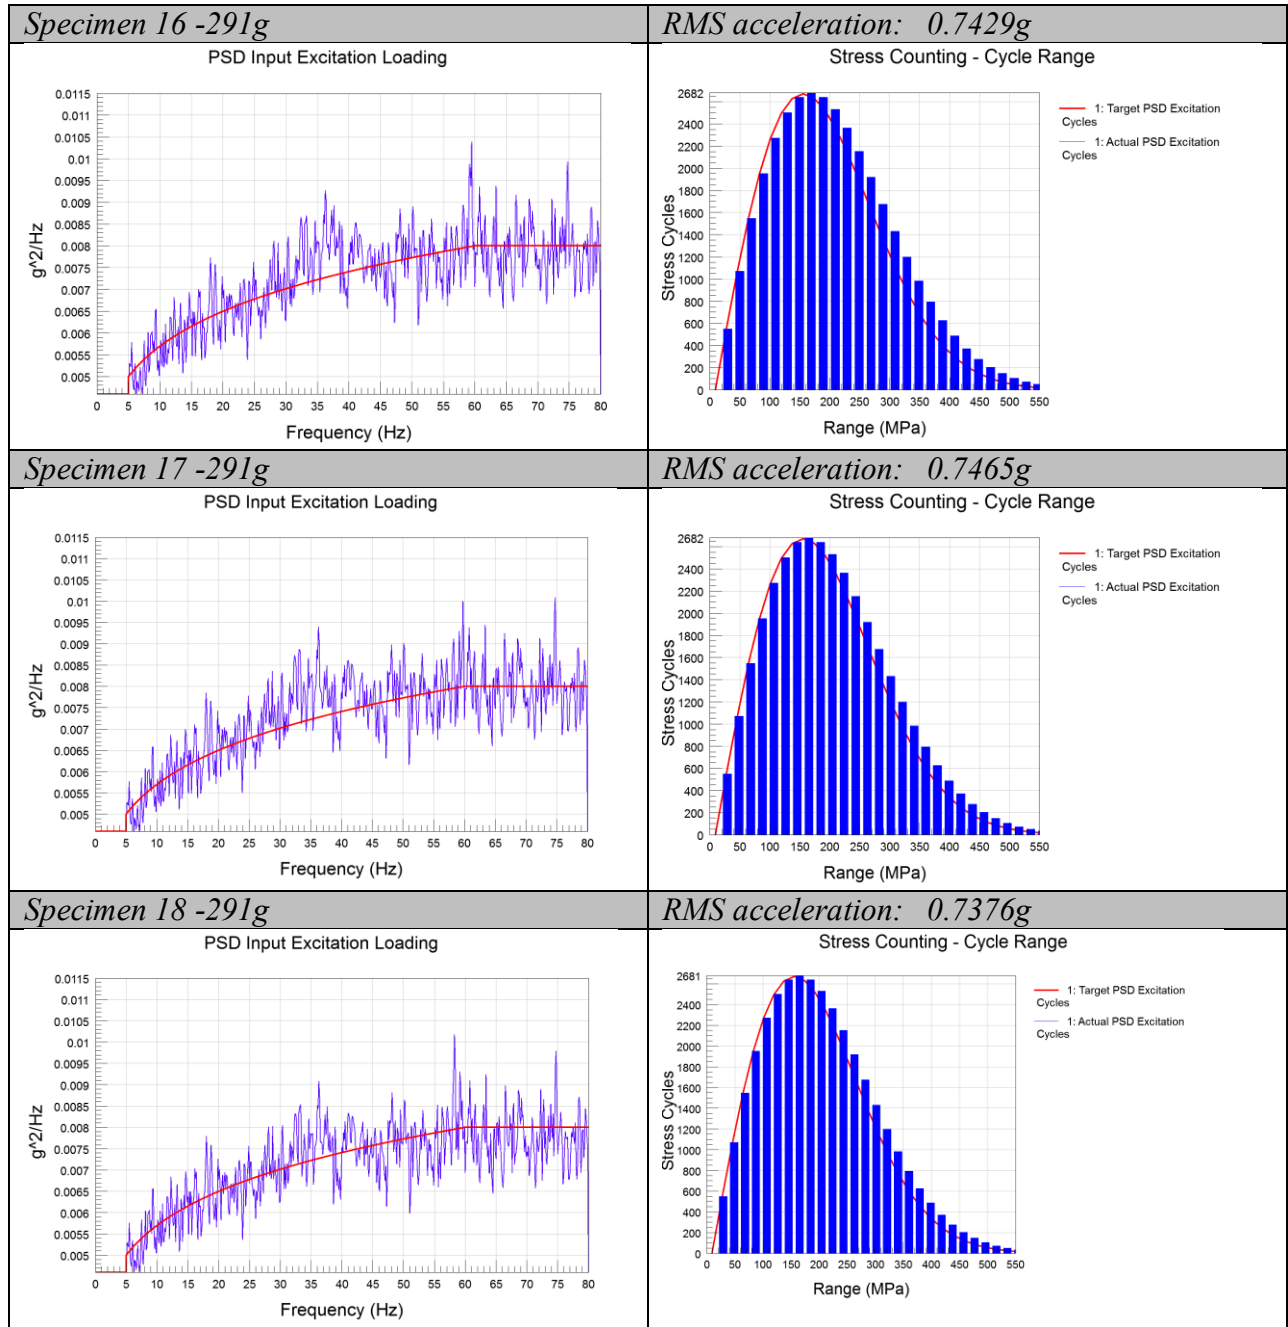 Specimen 16 -291g
RMS acceleration: 0.7429g
PSD Input Excitation Loading
0.0115
0.011
0.0105
0.01
0.0095
0.009
0.0085
0.008
0.0075
0.007
0.0065
0.006
0.0055
0.005
g^2/Hz
0 5 10 15 20 25 30 35 40 45 50 55 60 65 70 75 80
Frequency (Hz)
Stress Counting - Cycle Range
2682
2400
2200
2000
1800
1600
1400
1200
1000
800
600
400
200
0
Stress Cycles
0 50 100 150 200 250 300 350 400 450 500 550
Range (MPa)
1: Target PSD Excitation
Cycles
1: Actual PSD Excitation
Cycles
Specimen 17 -291g
RMS acceleration: 0.7465g
PSD Input Excitation Loading
0.0115
0.011
0.0105
0.01
0.0095
0.009
0.0085
0.008
0.0075
0.007
0.0065
0.006
0.0055
0.005
g^2/Hz
0 5 10 15 20 25 30 35 40 45 50 55 60 65 70 75 80
Frequency (Hz)
Stress Counting - Cycle Range
2682
2400
2200
2000
1800
1600
1400
1200
1000
800
600
400
200
0
Stress Cycles
0 50 100 150 200 250 300 350 400 450 500 550
Range (MPa)
1: Target PSD Excitation
Cycles
1: Actual PSD Excitation
Cycles
Specimen 18 -291g
RMS acceleration: 0.7376g
PSD Input Excitation Loading
0.0115
0.011
0.0105
0.01
0.0095
0.009
0.0085
0.008
0.0075
0.007
0.0065
0.006
0.0055
0.005
g^2/Hz
0 5 10 15 20 25 30 35 40 45 50 55 60 65 70 75 80
Frequency (Hz)
Stress Counting - Cycle Range
2681
2400
2200
2000
1800
1600
1400
1200
1000
800
600
400
200
0
Stress Cycles
0 50 100 150 200 250 300 350 400 450 500 550
Range (MPa)
1: Target PSD Excitation
Cycles
1: Actual PSD Excitation
Cycles